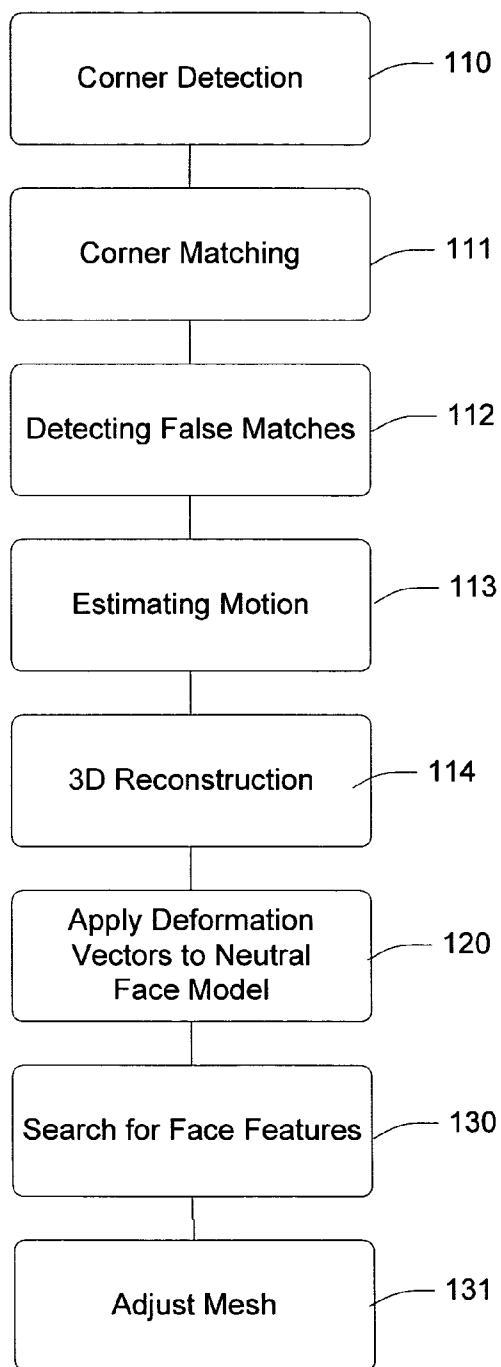 Corner Detection
110
Corner Matching
111
Detecting False Matches
112
Estimating Motion
113
3D Reconstruction
114
Apply Deformation
Vectors to Neutral
Face Model
120
Search for Face Features
130
Adjust Mesh
131